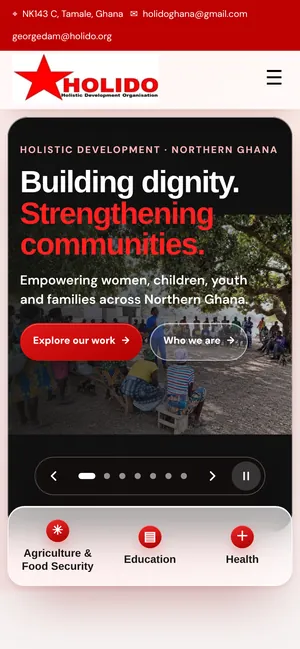 NK143 C, Tamale, Ghana holidoghana@gmail.com
georgedam@holido.org
HOLIDO
Holistic Development Organisation
HOLISTIC DEVELOPMENT · NORTHERN GHANA
Building dignity.
Strengthening
communities.
Empowering women, children, youth
and families across Northern Ghana.
Explore our work → Who we are →
Agriculture & 
Food Security
Education
Health